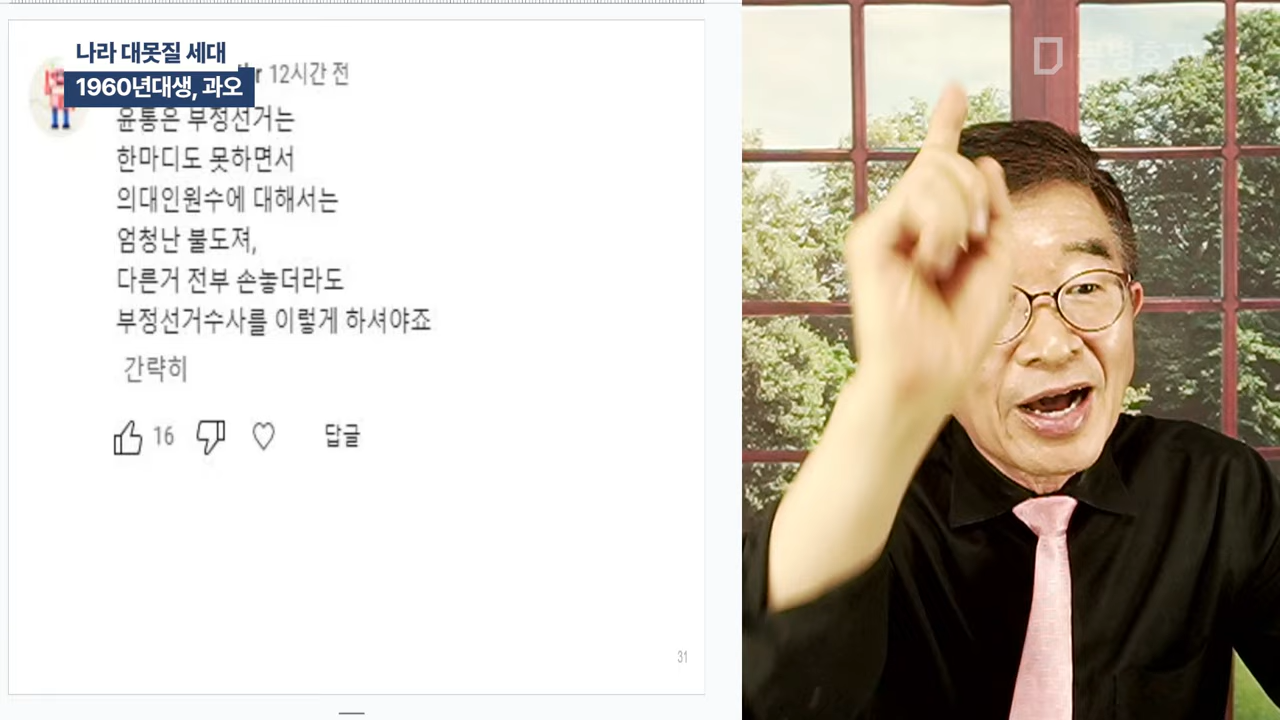 나라 대못질 세대
1960년대생, 과오
12시간 전
윤통은 부정선거는
한마디도 못하면서
의대인원수에 대해서는
엄청난 불도져,
다른거 전부 손놓더라도
부정선거수사를 이렇게 하셔야죠
간략히
16
답글
31